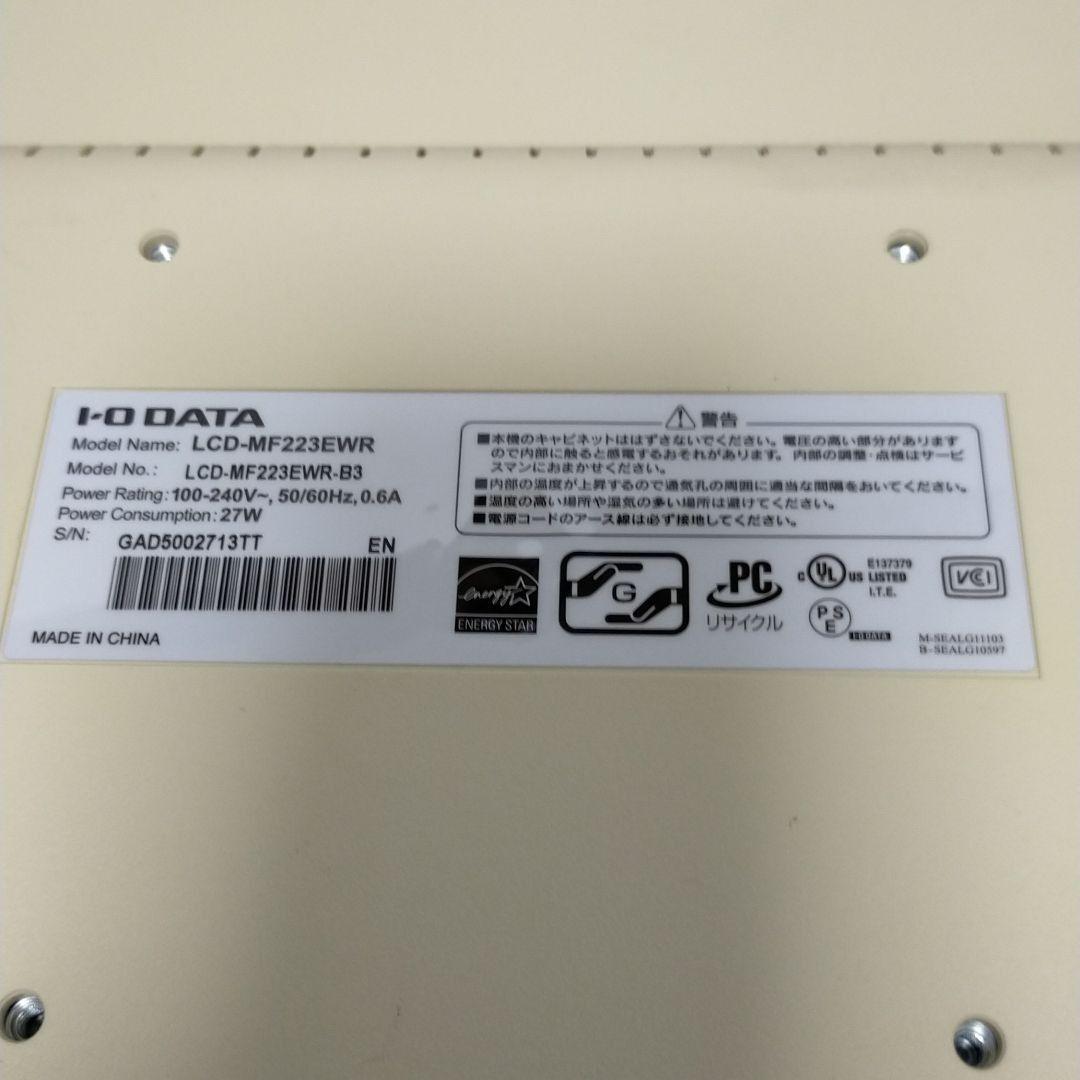 I-O DATA
Model Name: LCD-MF223EWR
Model No.: LCD-MF223EWR-B3
Power Rating: 100-240V~, 50/60Hz, 0.6A
Power Consumption: 27W
S/N: GAD5002713TT EN
MADE IN CHINA
警告
■本機のキャビネットははずさないでください。電圧の高い部分があります
ので内部に触ると感電するおそれがあります。内部の調整・点検はサービ
スマンにおまかせください。
■内部の温度が上昇するので通気孔の周囲に適当な間隔をおいてください。
■温度の高い場所や湿気の多い場所は避けてください。
■電源コードのアース線は必ず接地してください。
energy
ENERGY STAR
G
PC
リサイクル
C UL US LISTED
E137379
I.T.E.
PSE
I-O DATA
VCCI
M-SEALG11103
B-SEALG10597